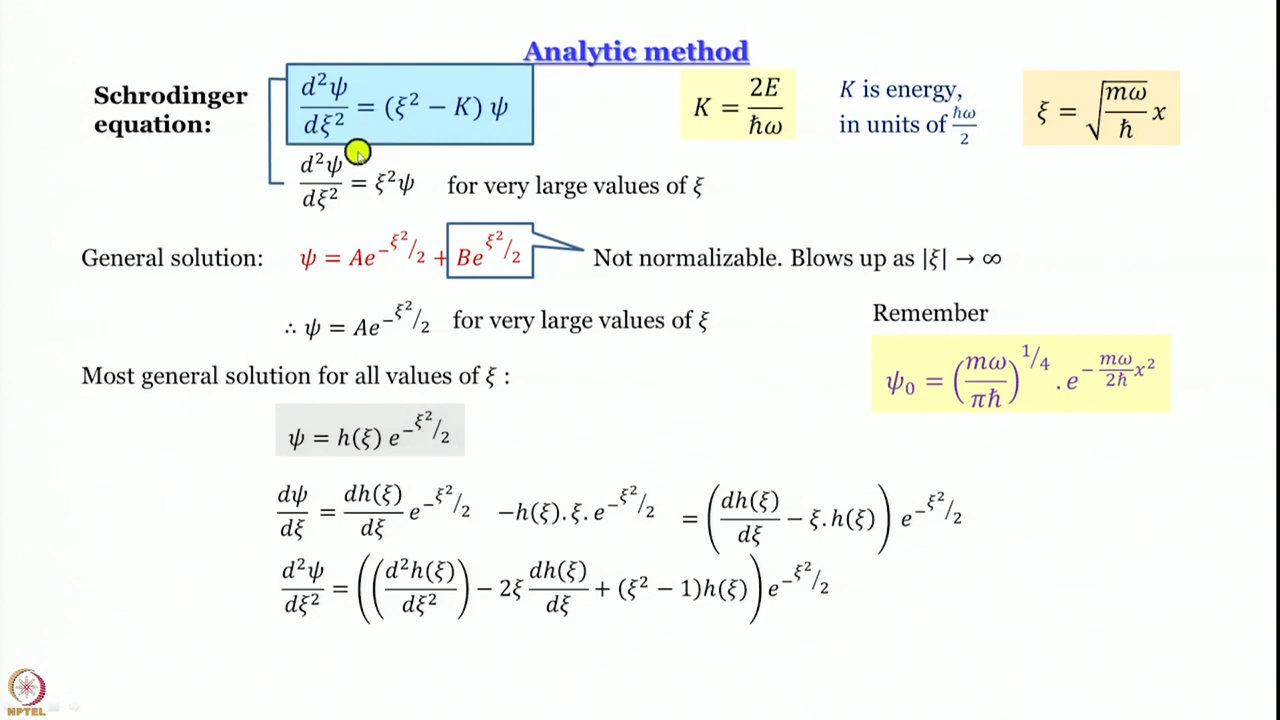 Analytic method
Schrodinger equation: d²ψ/dξ² = (ξ² − K) ψ
K = 2E/ħω
K is energy, in units of ħω/2
ξ = √(mω/ħ) x
d²ψ/dξ² = ξ²ψ for very large values of ξ
General solution: ψ = Ae^(−ξ²/2) + Be^(ξ²/2) Not normalizable. Blows up as |ξ| → ∞
∴ ψ = Ae^(−ξ²/2) for very large values of ξ
Remember
ψ₀ = (mω/πħ)^(1/4) . e^(−(mω/2ħ)x²)
Most general solution for all values of ξ :
ψ = h(ξ) e^(−ξ²/2)
dψ/dξ = dh(ξ)/dξ e^(−ξ²/2) −h(ξ).ξ.e^(−ξ²/2) = (dh(ξ)/dξ − ξ.h(ξ)) e^(−ξ²/2)
d²ψ/dξ² = ((d²h(ξ)/dξ²) − 2ξ dh(ξ)/dξ + (ξ² − 1)h(ξ)) e^(−ξ²/2)
NPTEL